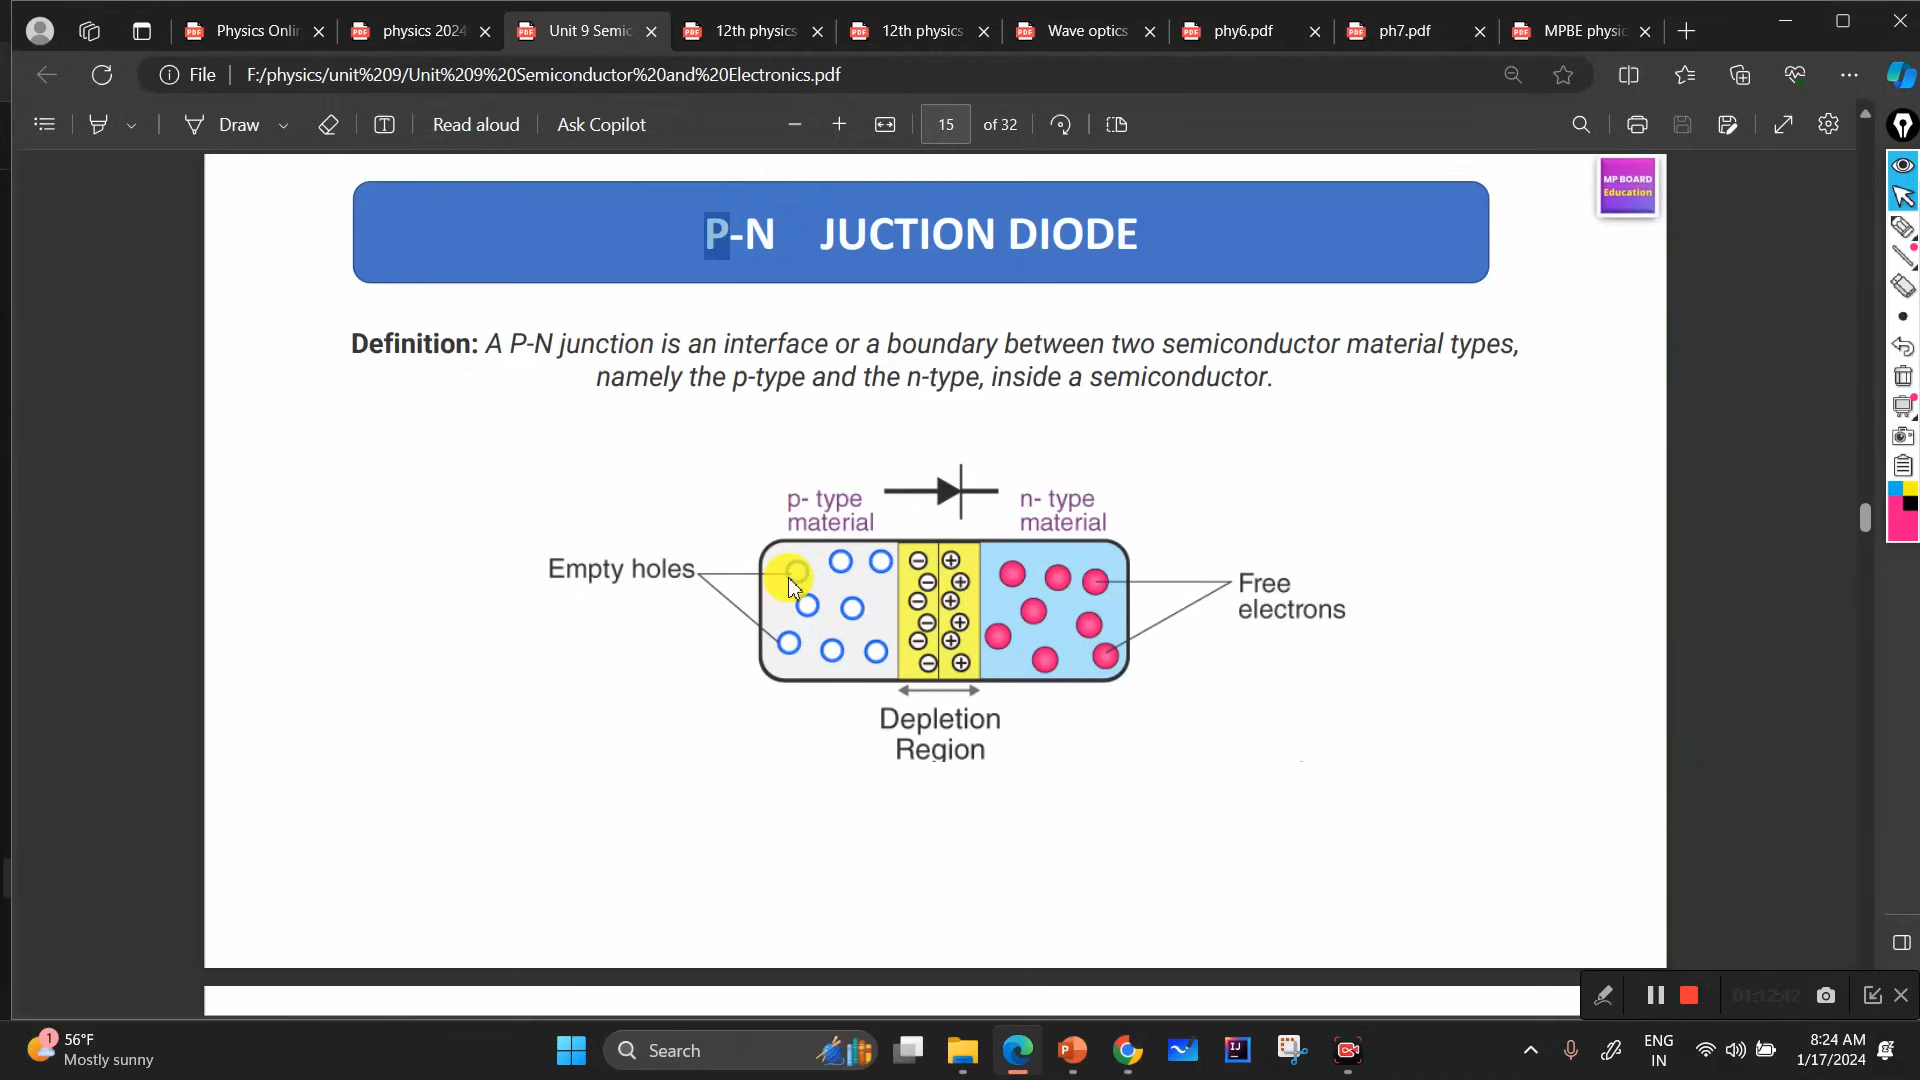 Physics Onlir
physics 2024
Unit 9 Semic
12th physics
12th physics
Wave optics
phy6.pdf
ph7.pdf
MPBE physic
File
F:/physics/unit%209/Unit%209%20Semiconductor%20and%20Electronics.pdf
Draw
Read aloud
Ask Copilot
15
of 32
MP BOARD
Education
P-N JUCTION DIODE
Definition: A P-N junction is an interface or a boundary between two semiconductor material types,
namely the p-type and the n-type, inside a semiconductor.
p- type
material
n- type
material
Empty holes
Free
electrons
Depletion
Region
01:12:42
1
56°F
Mostly sunny
Search
ENG
IN
8:24 AM
1/17/2024